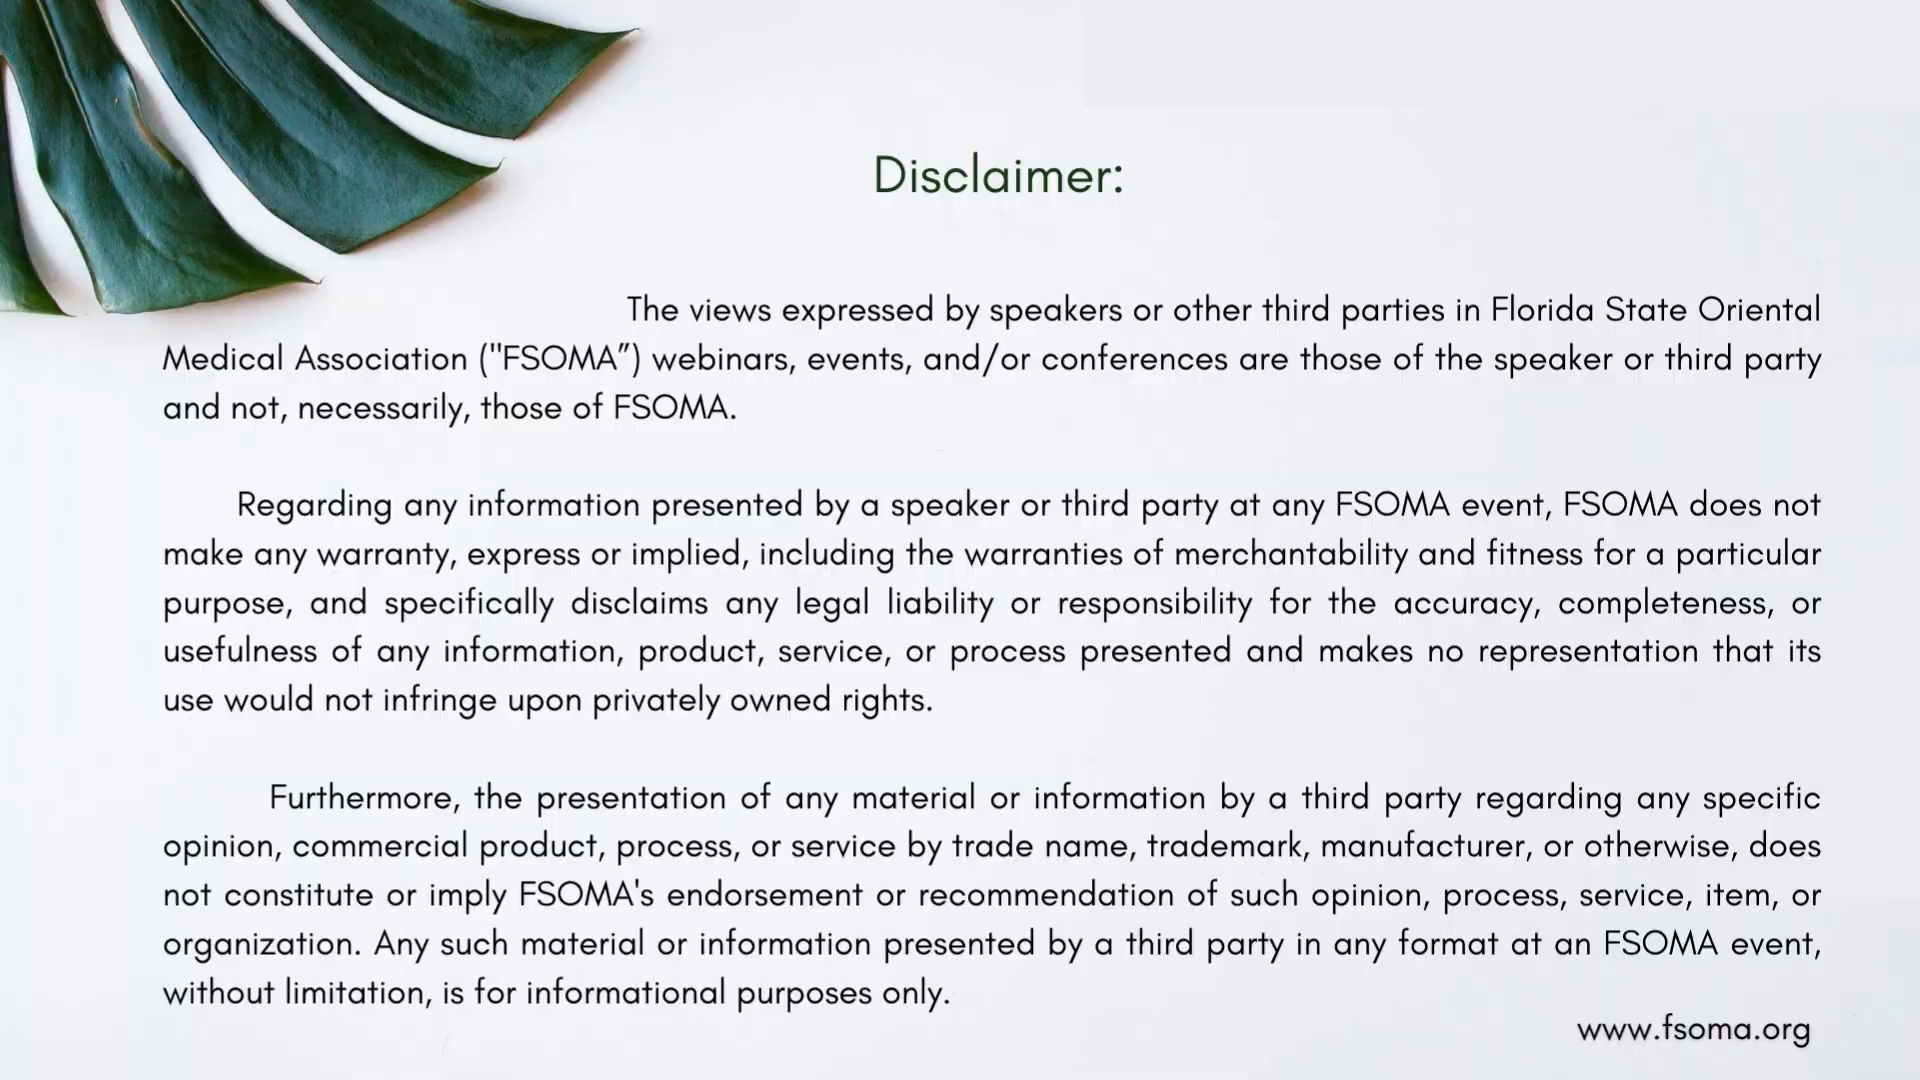 Disclaimer:
The views expressed by speakers or other third parties in Florida State Oriental
Medical Association ("FSOMA”) webinars, events, and/or conferences are those of the speaker or third party
and not, necessarily, those of FSOMA.
Regarding any information presented by a speaker or third party at any FSOMA event, FSOMA does not
make any warranty, express or implied, including the warranties of merchantability and fitness for a particular
purpose, and specifically disclaims any legal liability or responsibility for the accuracy, completeness, or
usefulness of any information, product, service, or process presented and makes no representation that its
use would not infringe upon privately owned rights.
Furthermore, the presentation of any material or information by a third party regarding any specific
opinion, commercial product, process, or service by trade name, trademark, manufacturer, or otherwise, does
not constitute or imply FSOMA's endorsement or recommendation of such opinion, process, service, item, or
organization. Any such material or information presented by a third party in any format at an FSOMA event,
without limitation, is for informational purposes only.
www.fsoma.org